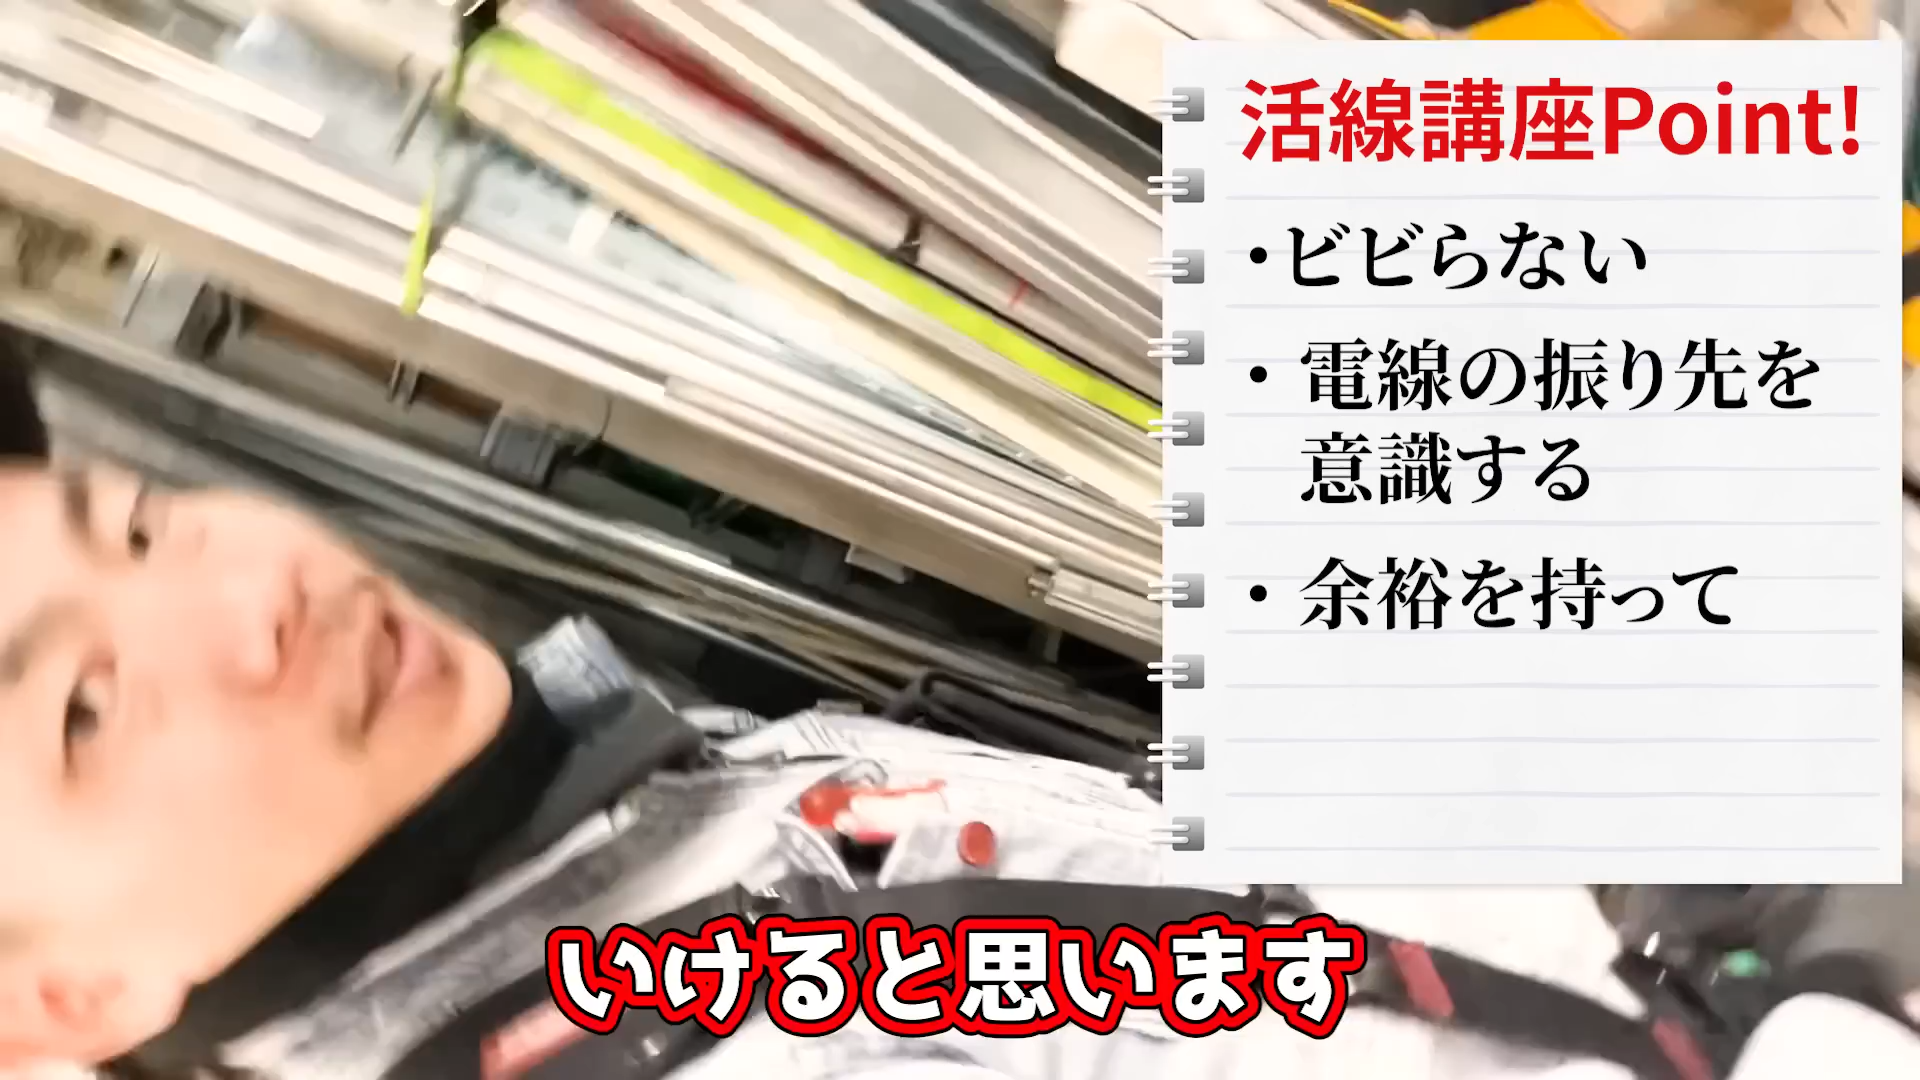 活線講座Point!
・ビビらない
・電線の振り先を
意識する
・余裕を持って
いけると思います